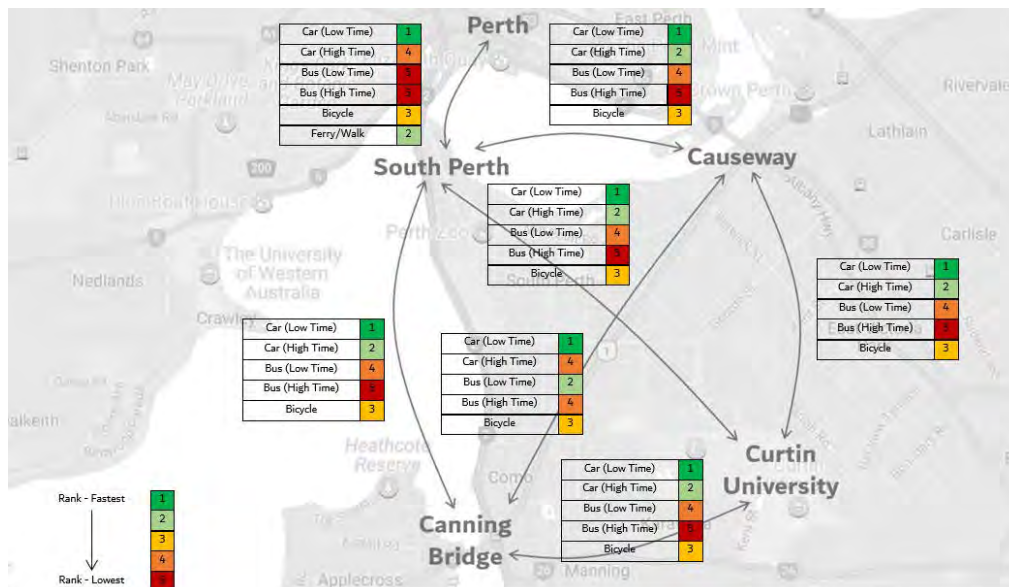 Perth
East Perth
Shenton Park
Rivervale
Lathlain
Carlisle
Nedlands
The University
of Western
Australia
Crawley
South Perth
Causeway
Heathcote
Reserve
Como
Applecross
Manning
Curtin
University
Canning
Bridge
Car (Low Time) 1
Car (High Time) 4
Bus (Low Time) 5
Bus (High Time) 5
Bicycle 3
Ferry/Walk 2
Car (Low Time) 1
Car (High Time) 2
Bus (Low Time) 4
Bus (High Time) 5
Bicycle 3
Car (Low Time) 1
Car (High Time) 2
Bus (Low Time) 4
Bus (High Time) 5
Bicycle 3
Car (Low Time) 1
Car (High Time) 2
Bus (Low Time) 4
Bus (High Time) 5
Bicycle 3
Car (Low Time) 1
Car (High Time) 2
Bus (Low Time) 4
Bus (High Time) 5
Bicycle 3
Car (Low Time) 1
Car (High Time) 4
Bus (Low Time) 2
Bus (High Time) 4
Bicycle 3
Car (Low Time) 1
Car (High Time) 2
Bus (Low Time) 4
Bus (High Time) 5
Bicycle 3
Rank - Fastest 1
2
3
4
Rank - Lowest 5